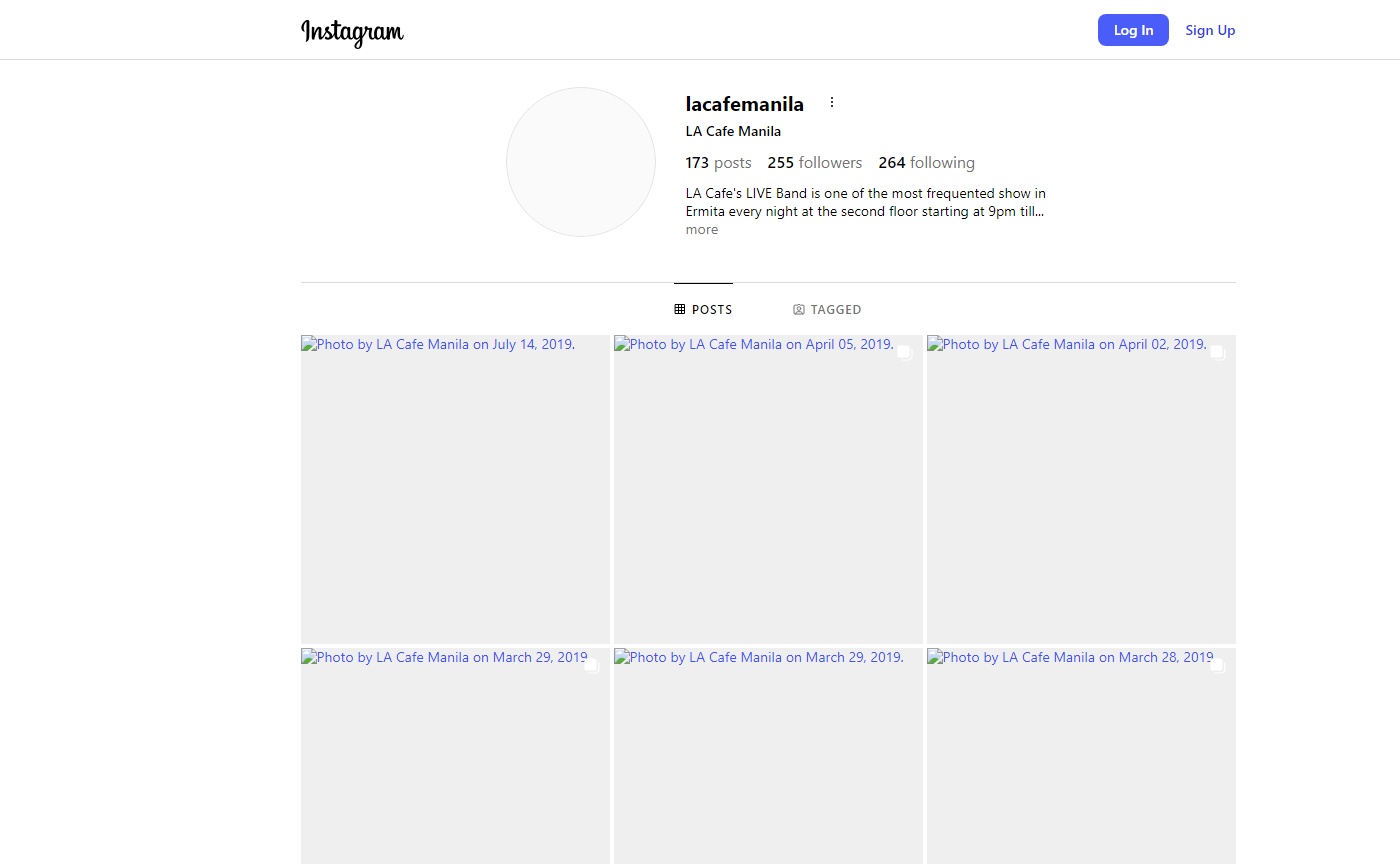 Instagram
Log In
Sign Up
lacafemanila
LA Cafe Manila
173 posts 255 followers 264 following
LA Cafe's LIVE Band is one of the most frequented show in
Ermita every night at the second floor starting at 9pm till...
more
POSTS
TAGGED
Photo by LA Cafe Manila on July 14, 2019.
Photo by LA Cafe Manila on April 05, 2019.
Photo by LA Cafe Manila on April 02, 2019.
Photo by LA Cafe Manila on March 29, 2019
Photo by LA Cafe Manila on March 29, 2019.
Photo by LA Cafe Manila on March 28, 2019